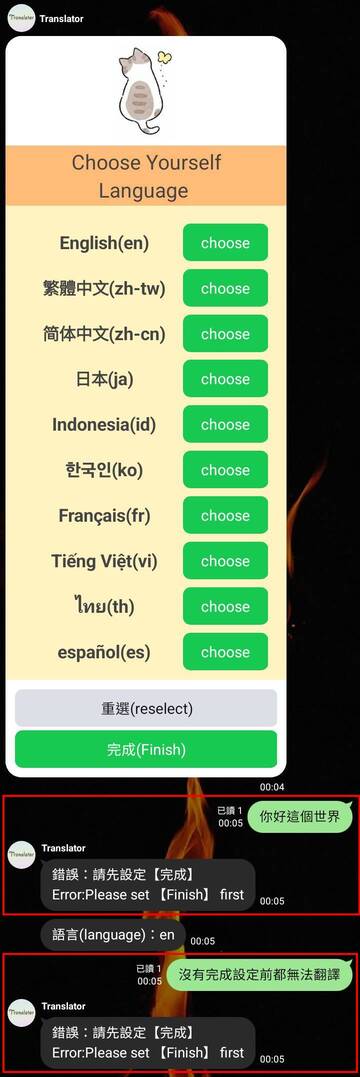 Translator
Translator
Choose Yourself
Language
English(en)
choose
繁體中文(zh-tw)
choose
简体中文(zh-cn)
choose
日本(ja)
choose
Indonesia(id)
choose
한국인(ko)
choose
Français(fr)
choose
Tiếng Việt(vi)
choose
ไทย(th)
choose
español(es)
choose
重選(reselect)
完成(Finish)
00:04
已讀 1
00:05
你好這個世界
Translator
Translator
錯誤：請先設定【完成】
Error:Please set 【Finish】 first
00:05
語言(language)：en
00:05
已讀 1
00:05
沒有完成設定前都無法翻譯
Translator
Translator
錯誤：請先設定【完成】
Error:Please set 【Finish】 first
00:05